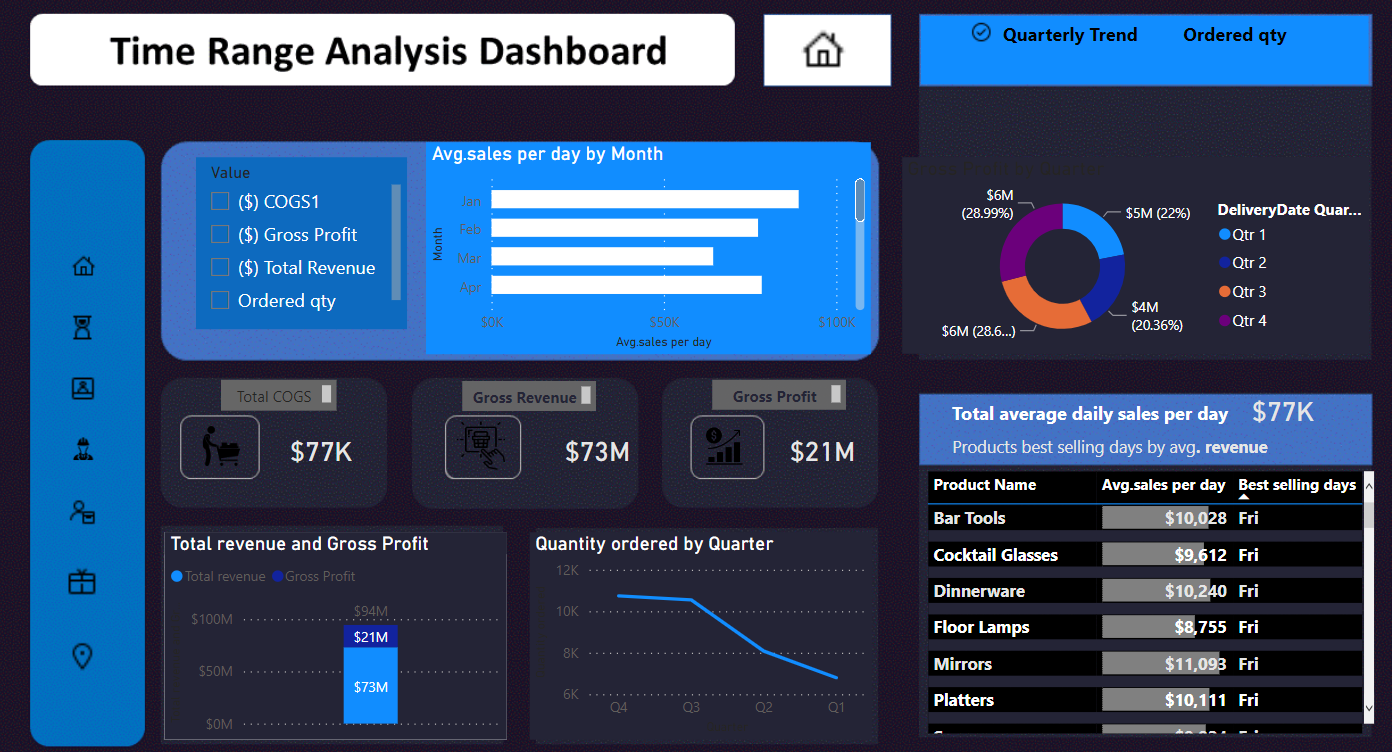 Time Range Analysis Dashboard
Quarterly Trend
Ordered qty
Value
($) COGS1
($) Gross Profit
($) Total Revenue
Ordered qty
Avg.sales per day by Month
Month
Jan
Feb
Mar
Apr
$0K
$50K
$100K
Avg.sales per day
$6M
(28.99%)
$5M (22%)
$4M
(20.36%)
$6M (28.6...)
DeliveryDate Quar...
Qtr 1
Qtr 2
Qtr 3
Qtr 4
Total COGS
$77K
Gross Revenue
$73M
Gross Profit
$21M
Total average daily sales per day $77K
Products best selling days by avg. revenue
Product Name Avg.sales per day Best selling days
Bar Tools $10,028 Fri
Cocktail Glasses $9,612 Fri
Dinnerware $10,240 Fri
Floor Lamps $8,755 Fri
Mirrors $11,093 Fri
Platters $10,111 Fri
Total revenue and Gross Profit
Total revenue Gross Profit
$100M
$50M
$0M
$94M
$21M
$73M
Quantity ordered by Quarter
12K
10K
8K
6K
Q4
Q3
Q2
Q1